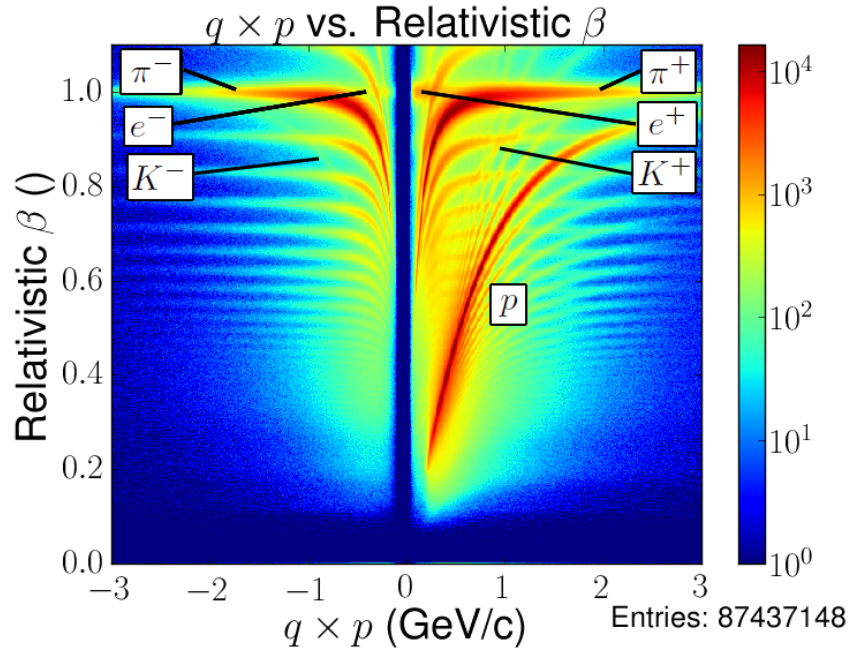 q × p vs. Relativistic β
π⁻
π⁺
e⁻
e⁺
K⁻
K⁺
p
Relativistic β ()
1.0
0.8
0.6
0.4
0.2
0.0
−3 −2 −1 0 1 2 3
q × p (GeV/c)
10⁴
10³
10²
10¹
10⁰
Entries: 87437148